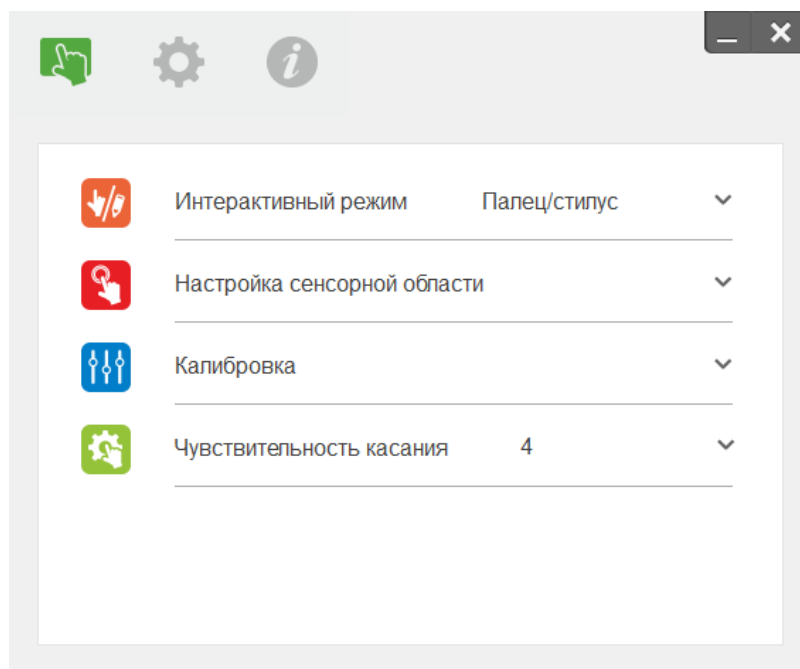 Интерактивный режим Палец/стилус
Настройка сенсорной области
Калибровка
Чувствительность касания 4